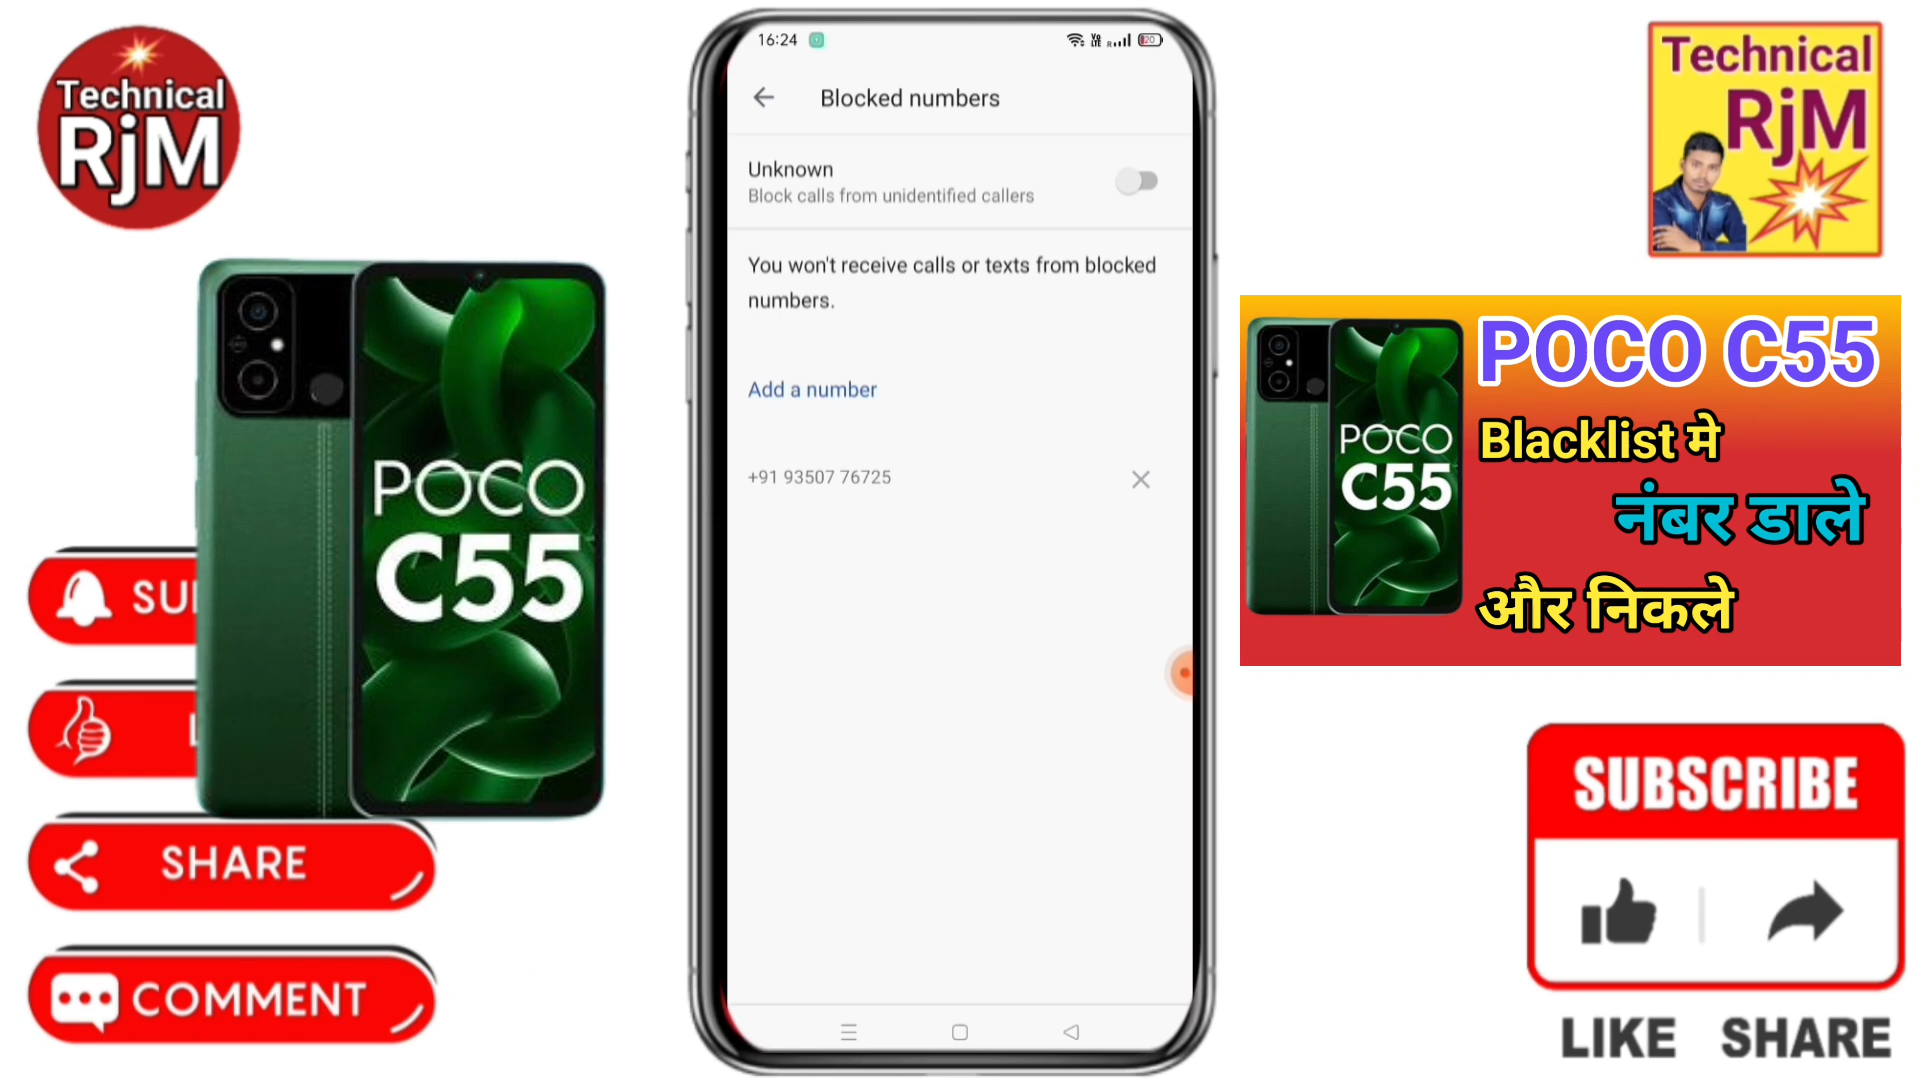 Technical
RjM
SUI
SHARE
COMMENT
POCO
C55
16:24
20
Blocked numbers
Unknown
Block calls from unidentified callers
You won't receive calls or texts from blocked
numbers.
Add a number
+91 93507 76725
Technical
RjM
POCO C55
Blacklist मे
नंबर डाले
और निकले
POCO
C55
SUBSCRIBE
LIKE SHARE